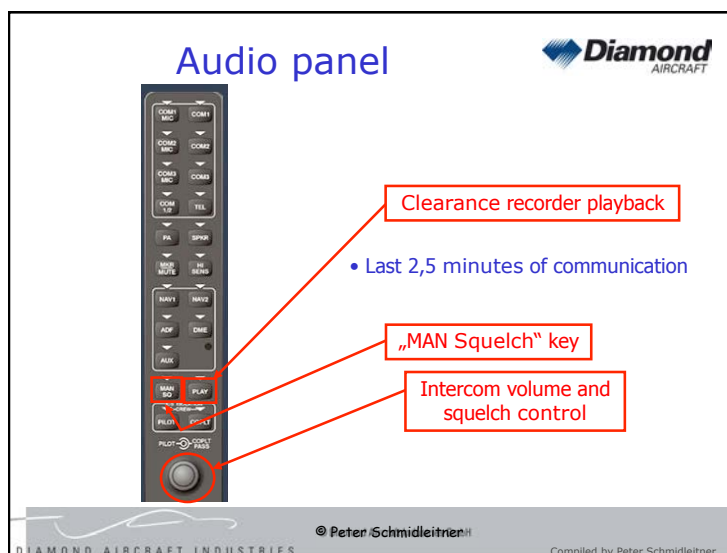 Audio panel
Diamond
AIRCRAFT
COM1 MIC
COM1
COM2 MIC
COM2
COM3 MIC
COM3
COM 1/2
TEL
PA
SPKR
MKR MUTE
HI SENS
NAV1
NAV2
ADF
DME
AUX
MAN SQ
PLAY
CREW
PILOT
COPLT
PILOT
COPLT
PASS
Clearance recorder playback
• Last 2,5 minutes of communication
„MAN Squelch“ key
Intercom volume and
squelch control
© Peter Schmidleitner
DIAMOND AIRCRAFT INDUSTRIES
Compiled by Peter Schmidleitner